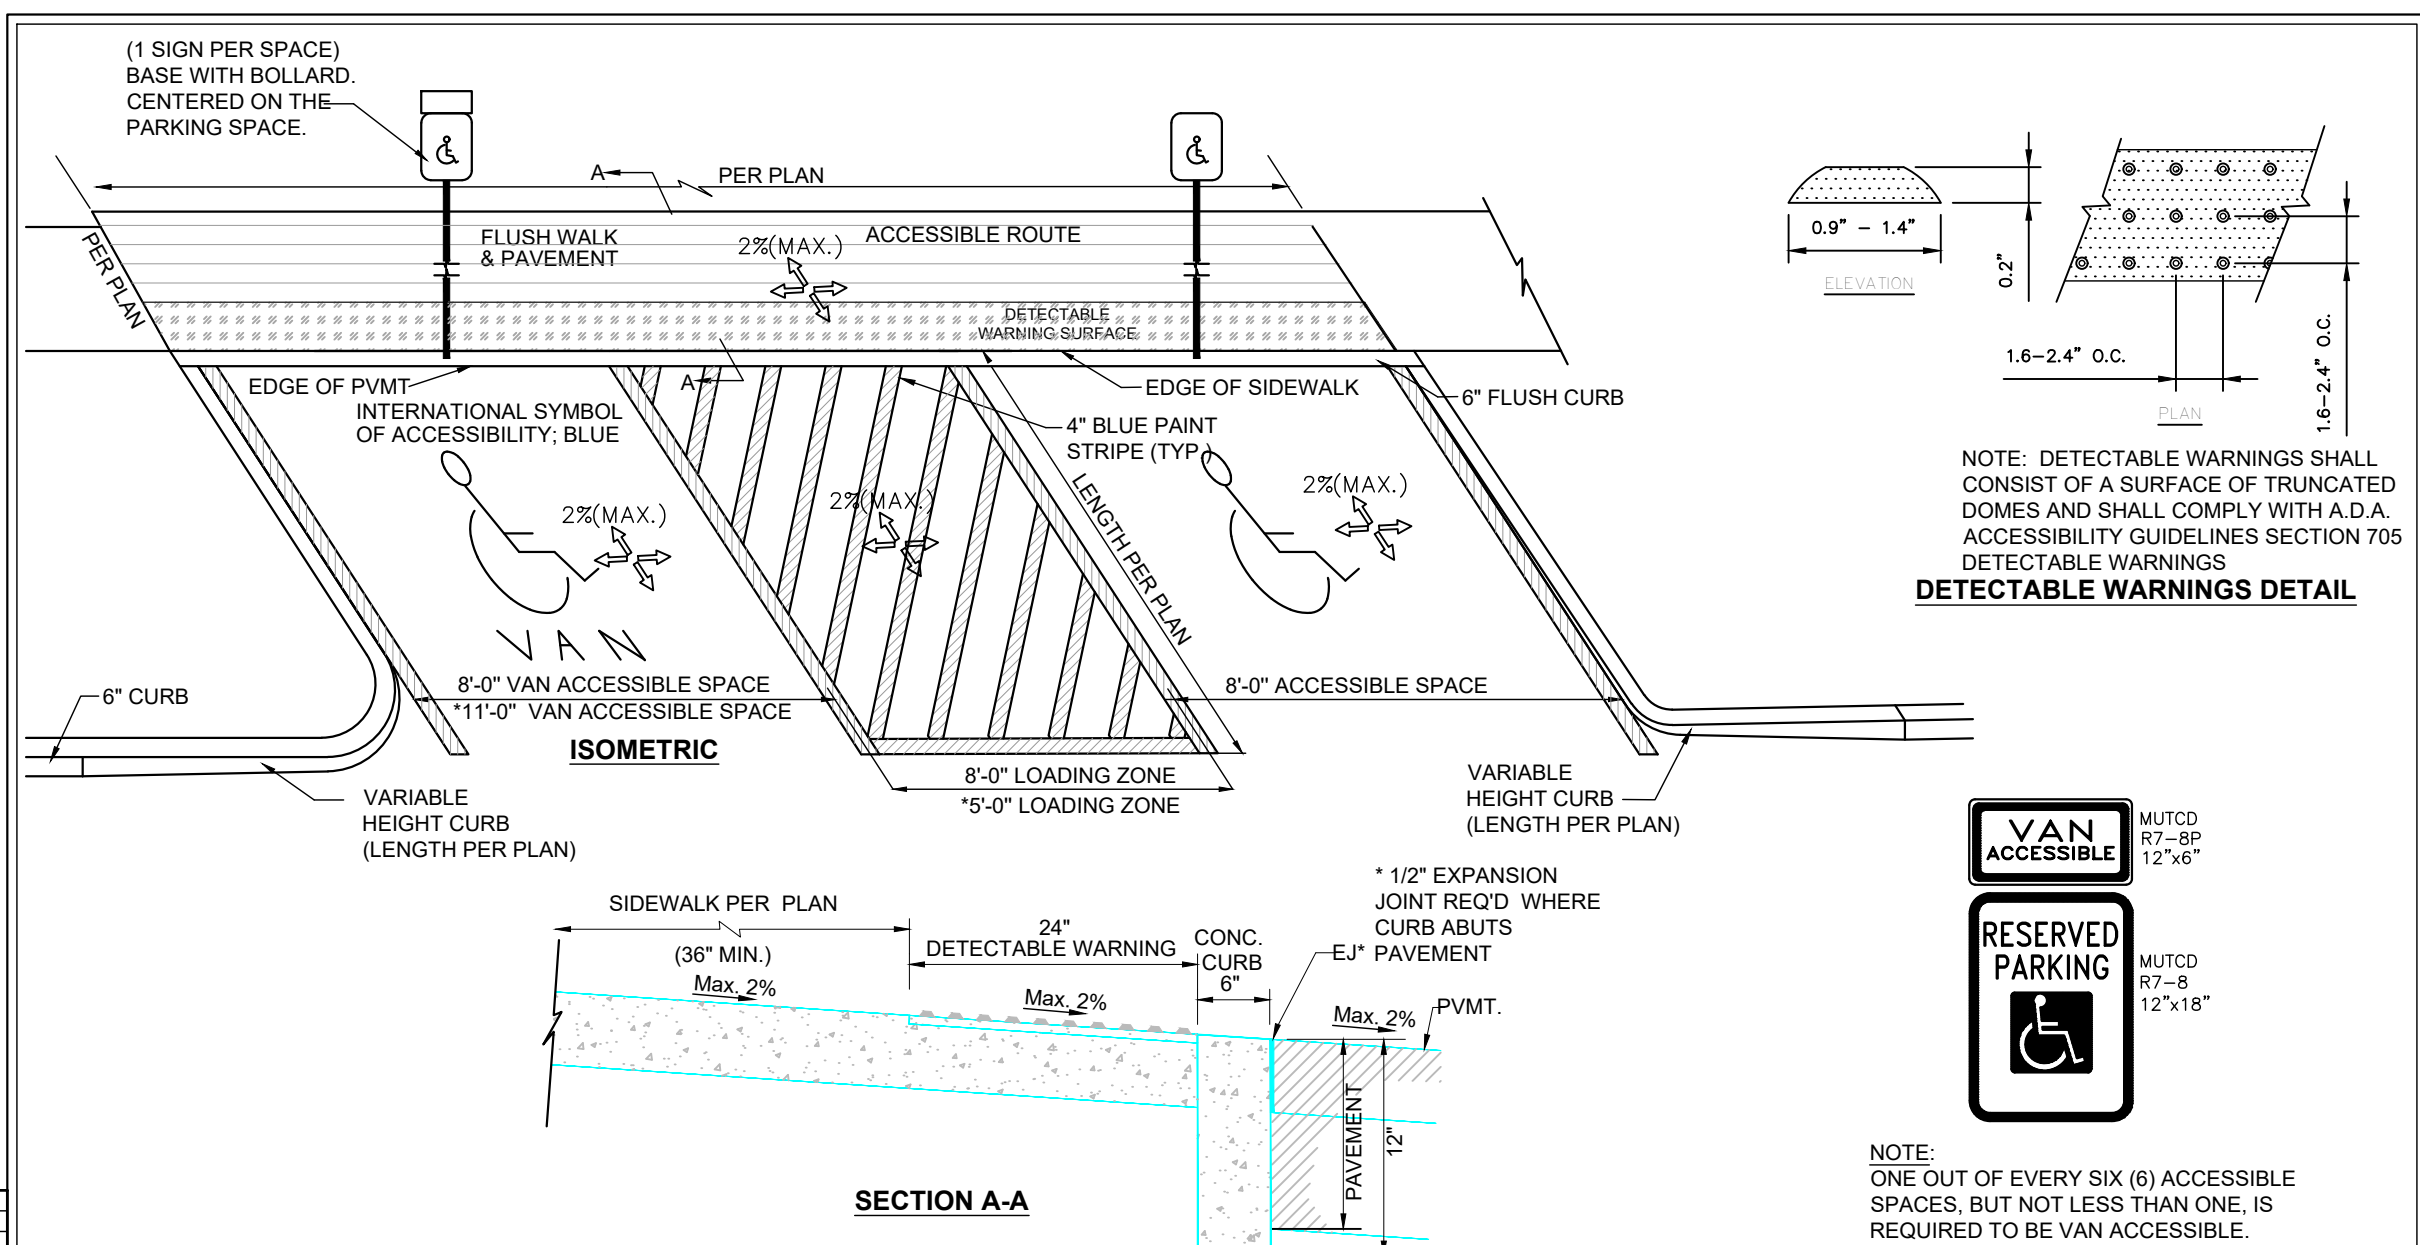 (1 SIGN PER SPACE)
BASE WITH BOLLARD.
CENTERED ON THE
PARKING SPACE.
A
PER PLAN
PER PLAN
FLUSH WALK
& PAVEMENT
2%(MAX.)
ACCESSIBLE ROUTE
DETECTABLE
WARNING SURFACE
EDGE OF PVMT
A
EDGE OF SIDEWALK
6" FLUSH CURB
INTERNATIONAL SYMBOL
OF ACCESSIBILITY; BLUE
4" BLUE PAINT
STRIPE (TYP.)
2%(MAX.)
2%(MAX.)
LENGTH PER PLAN
2%(MAX.)
VAN
8'-0" VAN ACCESSIBLE SPACE
*11'-0" VAN ACCESSIBLE SPACE
8'-0" ACCESSIBLE SPACE
6" CURB
ISOMETRIC
8'-0" LOADING ZONE
*5'-0" LOADING ZONE
VARIABLE
HEIGHT CURB
(LENGTH PER PLAN)
VARIABLE
HEIGHT CURB
(LENGTH PER PLAN)
0.9" - 1.4"
0.2"
ELEVATION
1.6-2.4" O.C.
1.6-2.4" O.C.
PLAN
NOTE: DETECTABLE WARNINGS SHALL
CONSIST OF A SURFACE OF TRUNCATED
DOMES AND SHALL COMPLY WITH A.D.A.
ACCESSIBILITY GUIDELINES SECTION 705
DETECTABLE WARNINGS
DETECTABLE WARNINGS DETAIL
SIDEWALK PER PLAN
(36" MIN.)
Max. 2%
24"
DETECTABLE WARNING
Max. 2%
CONC.
CURB
6"
* 1/2" EXPANSION
JOINT REQ'D WHERE
CURB ABUTS
PAVEMENT
EJ*
Max. 2%
PVMT.
PAVEMENT
12"
SECTION A-A
VAN
ACCESSIBLE
MUTCD
R7-8P
12"x6"
RESERVED
PARKING
MUTCD
R7-8
12"x18"
NOTE:
ONE OUT OF EVERY SIX (6) ACCESSIBLE
SPACES, BUT NOT LESS THAN ONE, IS
REQUIRED TO BE VAN ACCESSIBLE.